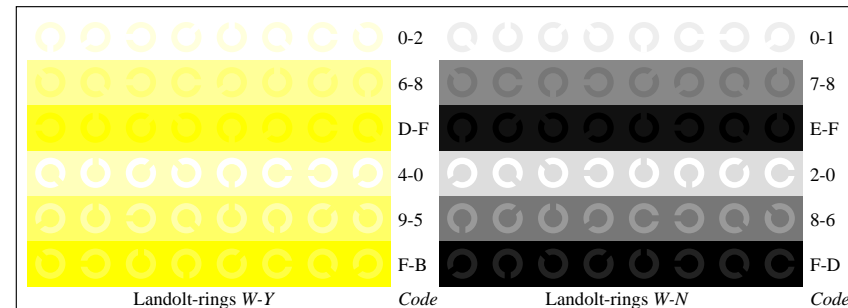 0-2 0-1
6-8 7-8
D-F E-F
4-0 2-0
9-5 8-6
F-B F-D
Landolt-rings W-Y Code Landolt-rings W-N Code